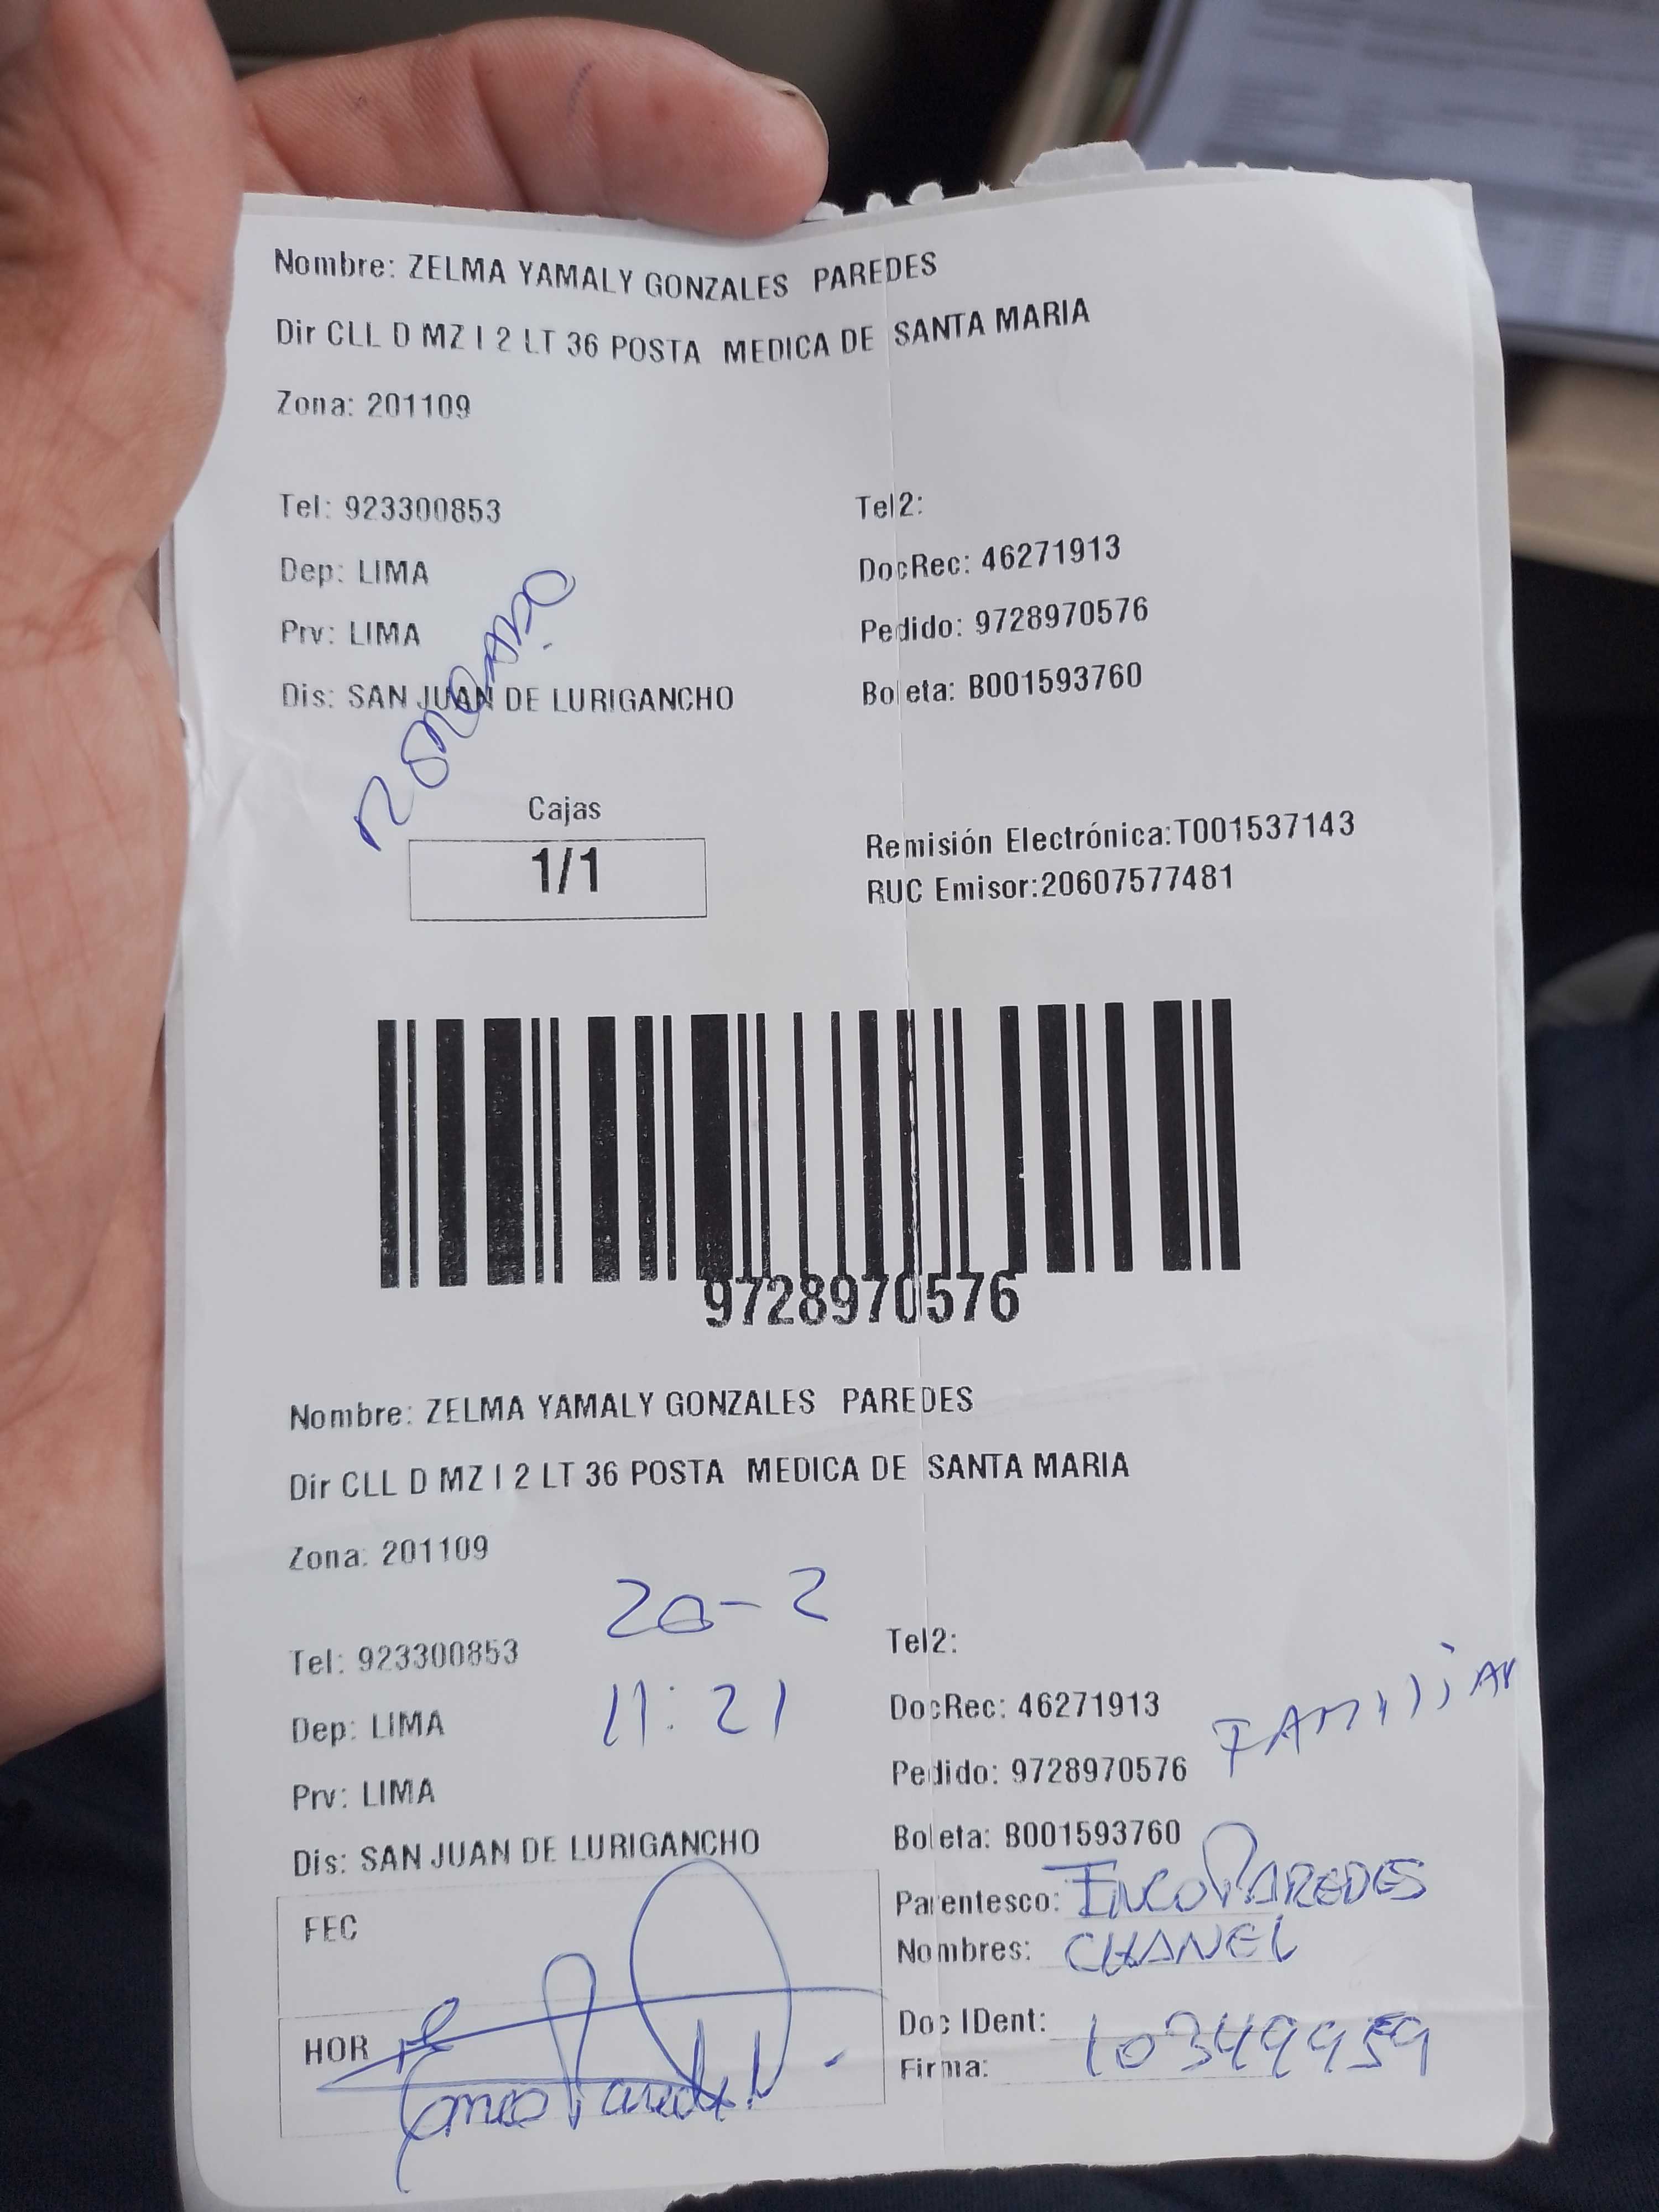 Nombre: ZELMA YAMALY GONZALES PAREDES
Dir CLL D MZ I 2 LT 36 POSTA MEDICA DE SANTA MARIA
Zona: 201109
Tel: 923300853 Tel2:
Dep: LIMA DocRec: 46271913
Prv: LIMA Pedido: 9728970576
Dis: SAN JUAN DE LURIGANCHO Boleta: B001593760
Cajas
1/1
Remisión Electrónica:T001537143
RUC Emisor:20607577481
9728970576
Nombre: ZELMA YAMALY GONZALES PAREDES
Dir CLL D MZ I 2 LT 36 POSTA MEDICA DE SANTA MARIA
Zona: 201109
20-2
Tel: 923300853 Tel2:
11:21
Dep: LIMA DocRec: 46271913
FAMILIAR
Prv: LIMA Pedido: 9728970576
Dis: SAN JUAN DE LURIGANCHO Boleta: B001593760
FEC
Parentesco: PAREDES
Nombres: CHANEL
HOR
Doc IDent: 10349959
Firma: